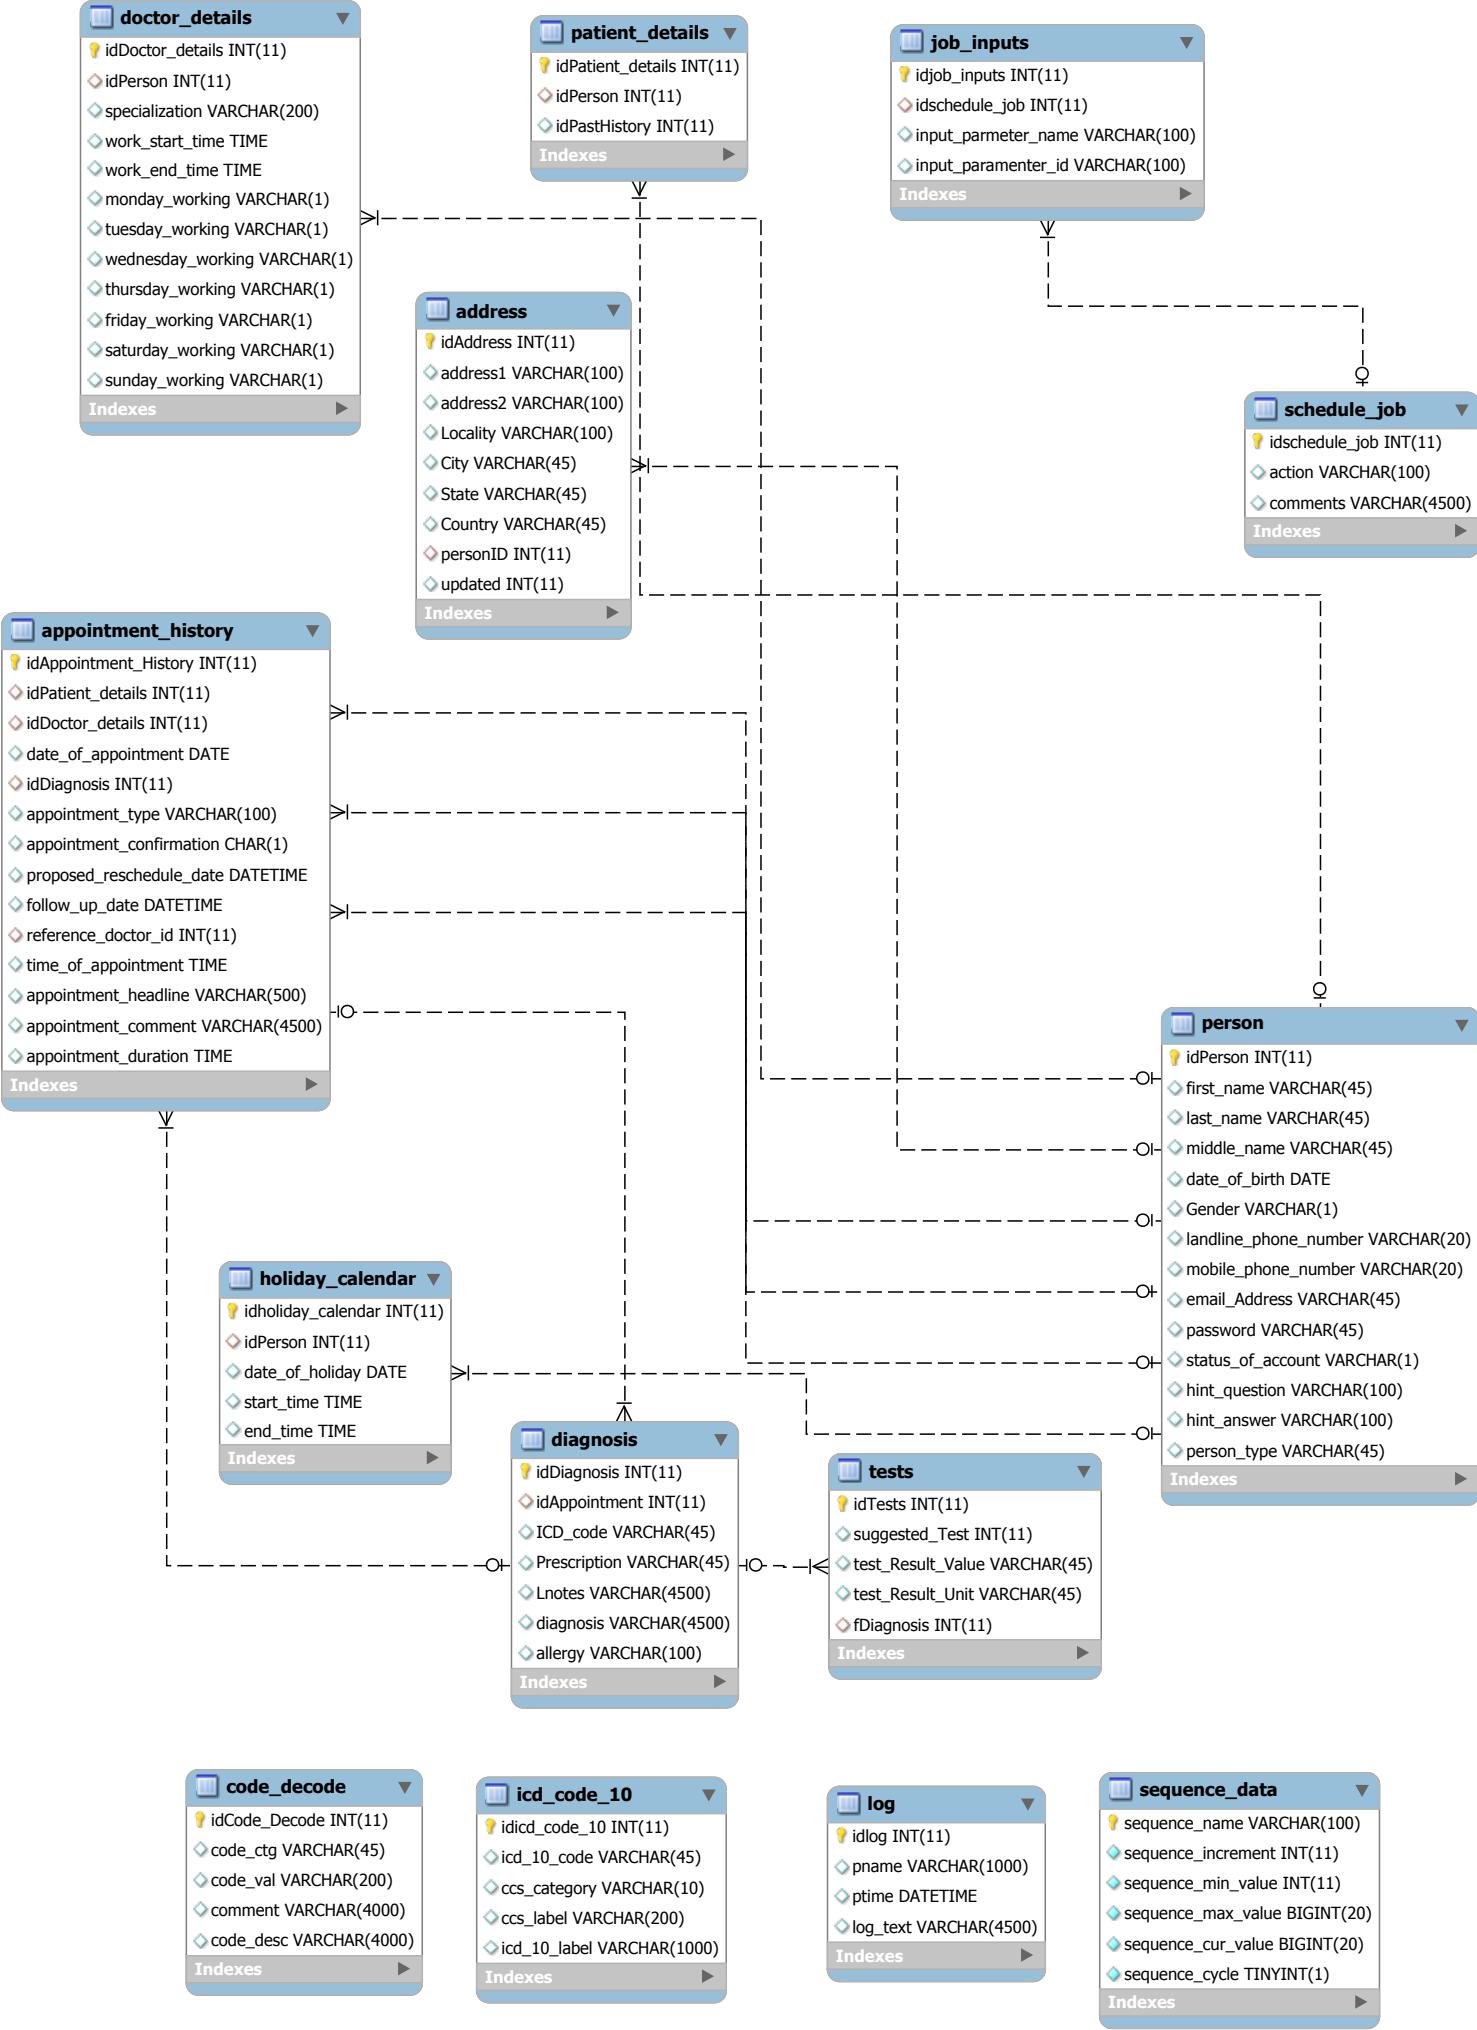 doctor_details
idDoctor_details INT(11)
idPerson INT(11)
specialization VARCHAR(200)
work_start_time TIME
work_end_time TIME
monday_working VARCHAR(1)
tuesday_working VARCHAR(1)
wednesday_working VARCHAR(1)
thursday_working VARCHAR(1)
friday_working VARCHAR(1)
saturday_working VARCHAR(1)
sunday_working VARCHAR(1)
Indexes
patient_details
idPatient_details INT(11)
idPerson INT(11)
idPastHistory INT(11)
Indexes
job_inputs
idjob_inputs INT(11)
idschedule_job INT(11)
input_parmeter_name VARCHAR(100)
input_paramenter_id VARCHAR(100)
Indexes
address
idAddress INT(11)
address1 VARCHAR(100)
address2 VARCHAR(100)
Locality VARCHAR(100)
City VARCHAR(45)
State VARCHAR(45)
Country VARCHAR(45)
personID INT(11)
updated INT(11)
Indexes
schedule_job
idschedule_job INT(11)
action VARCHAR(100)
comments VARCHAR(4500)
Indexes
appointment_history
idAppointment_History INT(11)
idPatient_details INT(11)
idDoctor_details INT(11)
date_of_appointment DATE
idDiagnosis INT(11)
appointment_type VARCHAR(100)
appointment_confirmation CHAR(1)
proposed_reschedule_date DATETIME
follow_up_date DATETIME
reference_doctor_id INT(11)
time_of_appointment TIME
appointment_headline VARCHAR(500)
appointment_comment VARCHAR(4500)
appointment_duration TIME
Indexes
person
idPerson INT(11)
first_name VARCHAR(45)
last_name VARCHAR(45)
middle_name VARCHAR(45)
date_of_birth DATE
Gender VARCHAR(1)
landline_phone_number VARCHAR(20)
mobile_phone_number VARCHAR(20)
email_Address VARCHAR(45)
password VARCHAR(45)
status_of_account VARCHAR(1)
hint_question VARCHAR(100)
hint_answer VARCHAR(100)
person_type VARCHAR(45)
Indexes
holiday_calendar
idholiday_calendar INT(11)
idPerson INT(11)
date_of_holiday DATE
start_time TIME
end_time TIME
Indexes
diagnosis
idDiagnosis INT(11)
idAppointment INT(11)
ICD_code VARCHAR(45)
Prescription VARCHAR(45)
Lnotes VARCHAR(4500)
diagnosis VARCHAR(4500)
allergy VARCHAR(100)
Indexes
tests
idTests INT(11)
suggested_Test INT(11)
test_Result_Value VARCHAR(45)
test_Result_Unit VARCHAR(45)
fDiagnosis INT(11)
Indexes
code_decode
idCode_Decode INT(11)
code_ctg VARCHAR(45)
code_val VARCHAR(200)
comment VARCHAR(4000)
code_desc VARCHAR(4000)
Indexes
icd_code_10
idicd_code_10 INT(11)
icd_10_code VARCHAR(45)
ccs_category VARCHAR(10)
ccs_label VARCHAR(200)
icd_10_label VARCHAR(1000)
Indexes
log
idlog INT(11)
pname VARCHAR(1000)
ptime DATETIME
log_text VARCHAR(4500)
Indexes
sequence_data
sequence_name VARCHAR(100)
sequence_increment INT(11)
sequence_min_value INT(11)
sequence_max_value BIGINT(20)
sequence_cur_value BIGINT(20)
sequence_cycle TINYINT(1)
Indexes